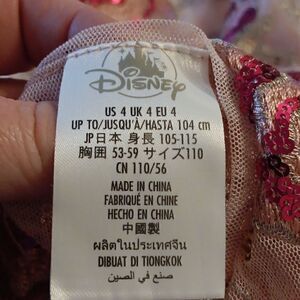 Disney
US 4 UK 4 EU 4
UP TO/JUSQU'À/HASTA 104 cm
JP日本 身長 105-115
胸囲 53-59 サイズ110
CN 110/56
MADE IN CHINA
FABRIQUÉ EN CHINE
HECHO EN CHINA
中國製
ผลิตในประเทศจีน
DIBUAT DI TIONGKOK
صنع في الصين